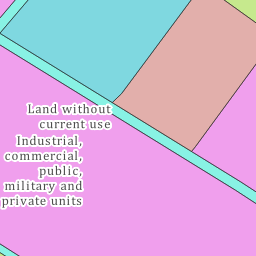 Land without
current use
Industrial,
commercial,
public,
military and
private units